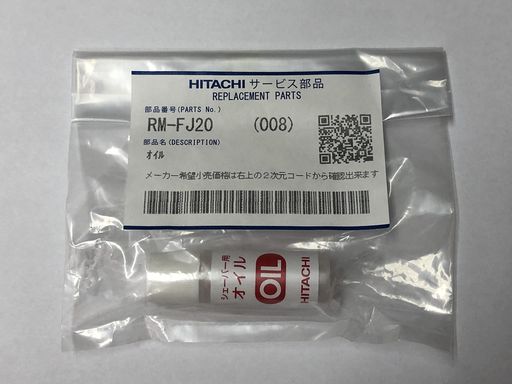 HITACHI サービス部品
REPLACEMENT PARTS
部品番号(PARTS No.)
RM-FJ20 (008)
部品名(DESCRIPTION)
オイル
メーカー希望小売価格は右上の2次元コードから確認出来ます
シェーバー用
オイル
OIL
HITACHI